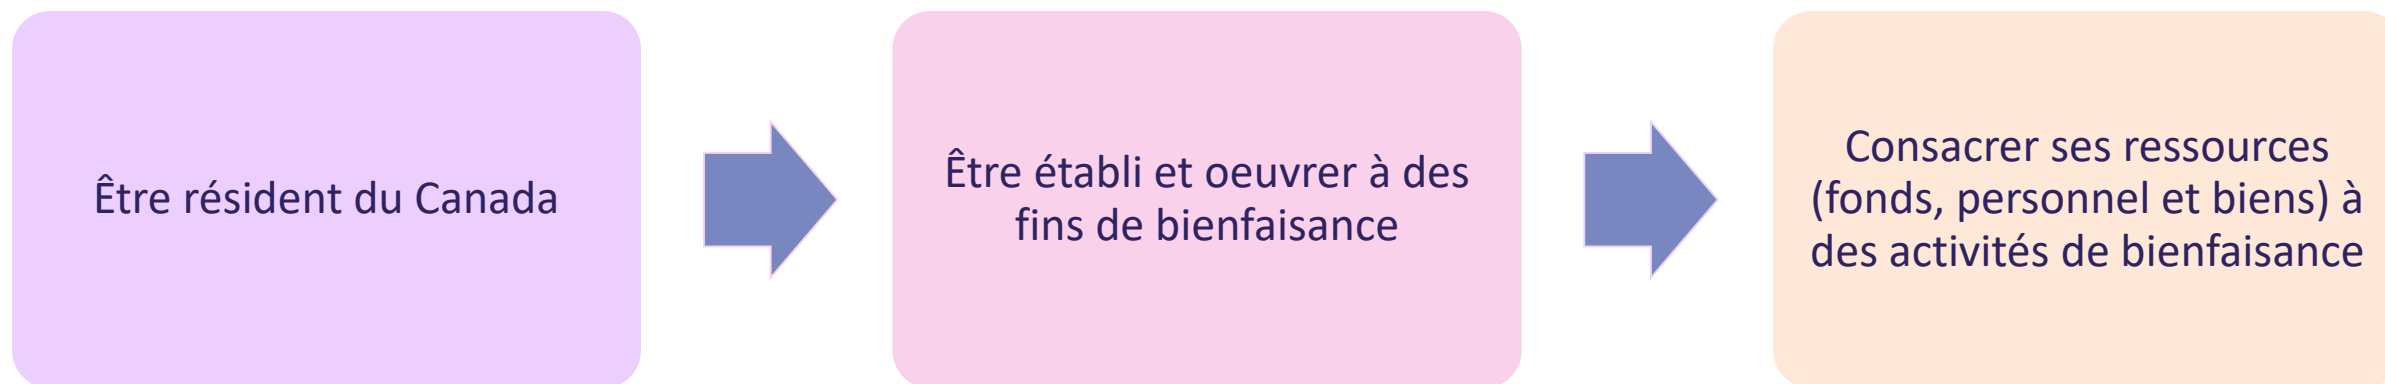 Être résident du Canada
Être établi et oeuvrer à des
fins de bienfaisance
Consacrer ses ressources
(fonds, personnel et biens) à
des activités de bienfaisance